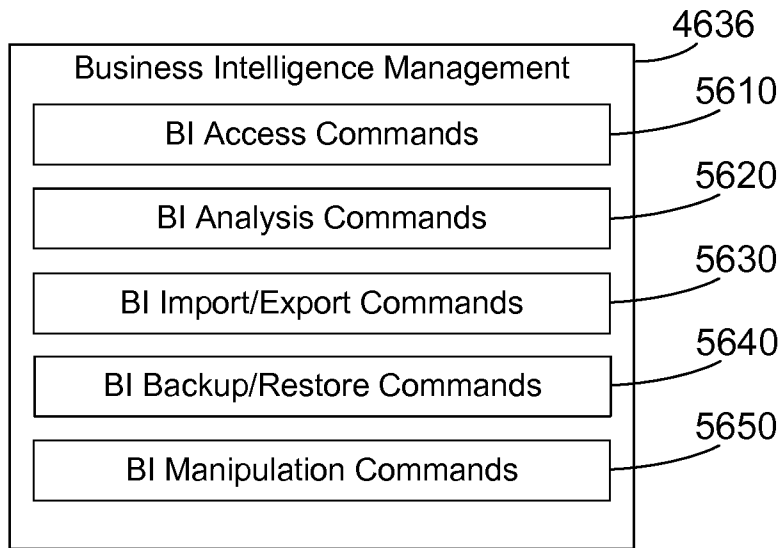 4636
Business Intelligence Management
5610
BI Access Commands
5620
BI Analysis Commands
5630
BI Import/Export Commands
5640
BI Backup/Restore Commands
5650
BI Manipulation Commands